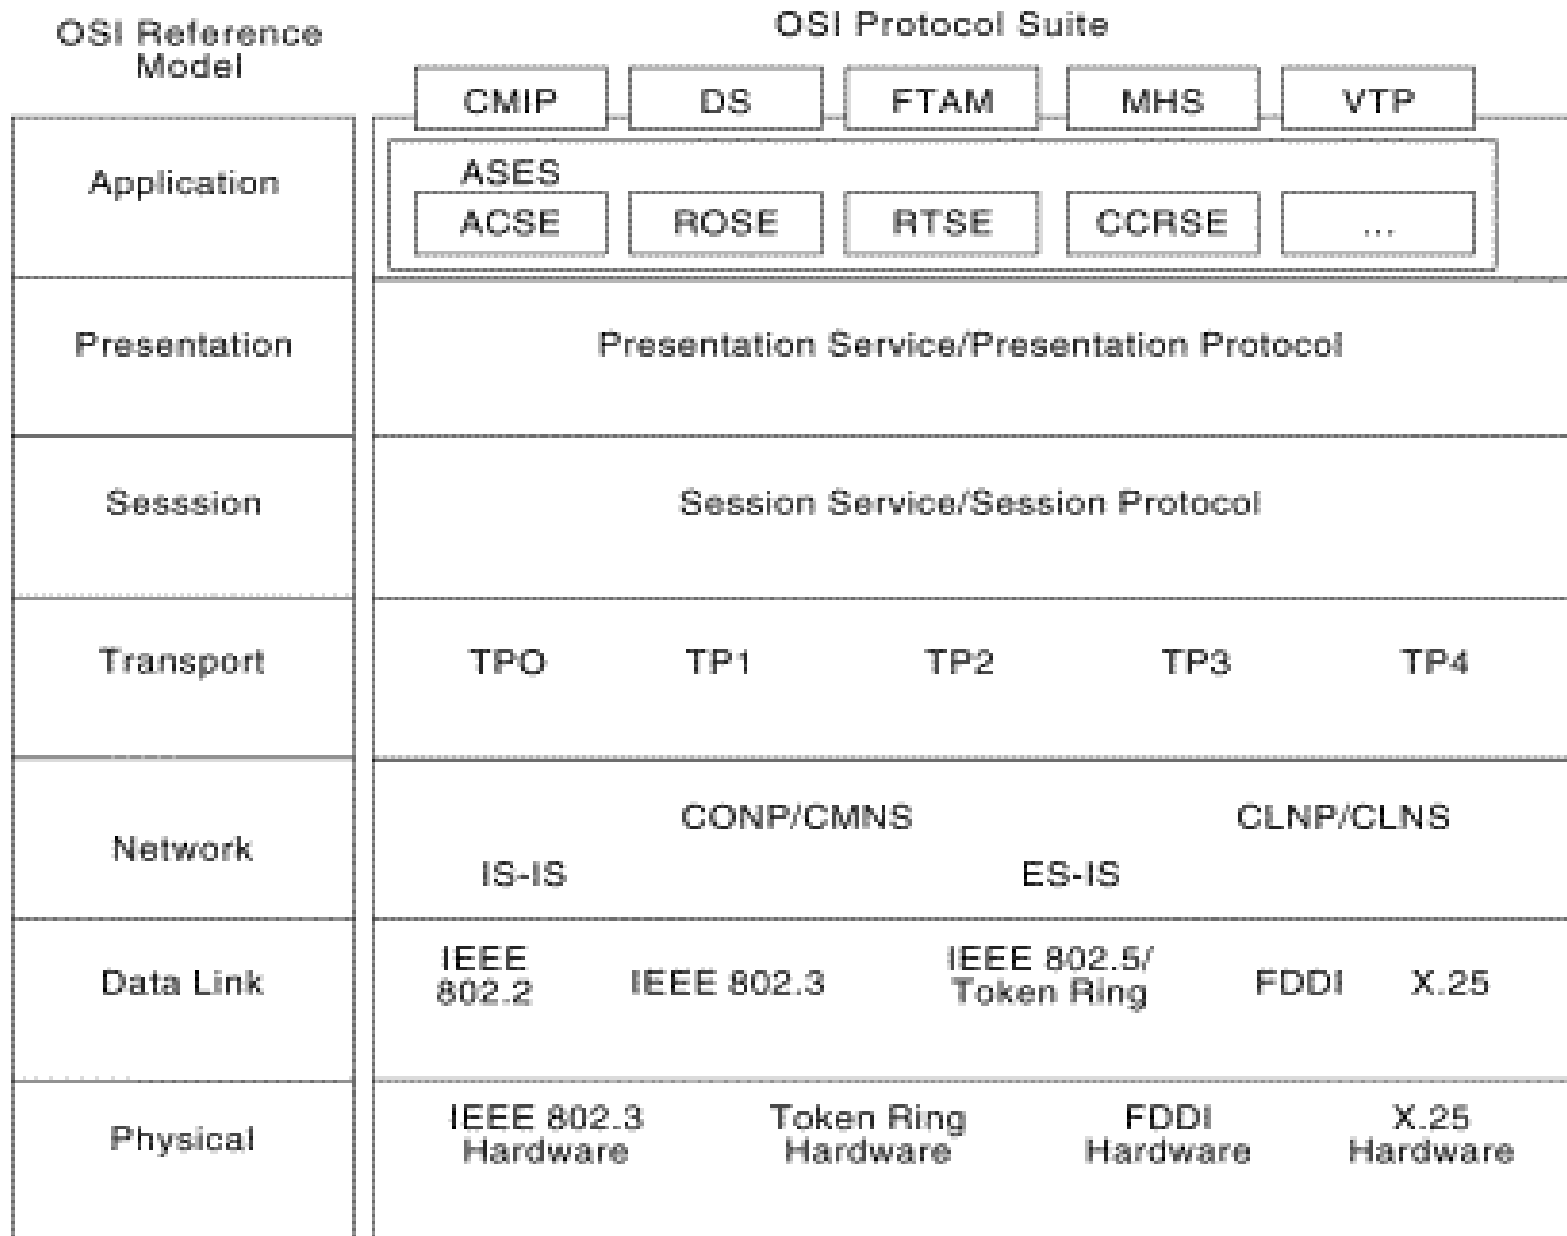 OSI Reference
Model
OSI Protocol Suite
CMIP DS FTAM MHS VTP
Application
ASES
ACSE ROSE RTSE CCRSE ...
Presentation
Presentation Service/Presentation Protocol
Sesssion
Session Service/Session Protocol
Transport
TPO TP1 TP2 TP3 TP4
Network
CONP/CMNS CLNP/CLNS
IS-IS ES-IS
Data Link
IEEE
802.2
IEEE 802.3
IEEE 802.5/
Token Ring
FDDI
X.25
Physical
IEEE 802.3
Hardware
Token Ring
Hardware
FDDI
Hardware
X.25
Hardware